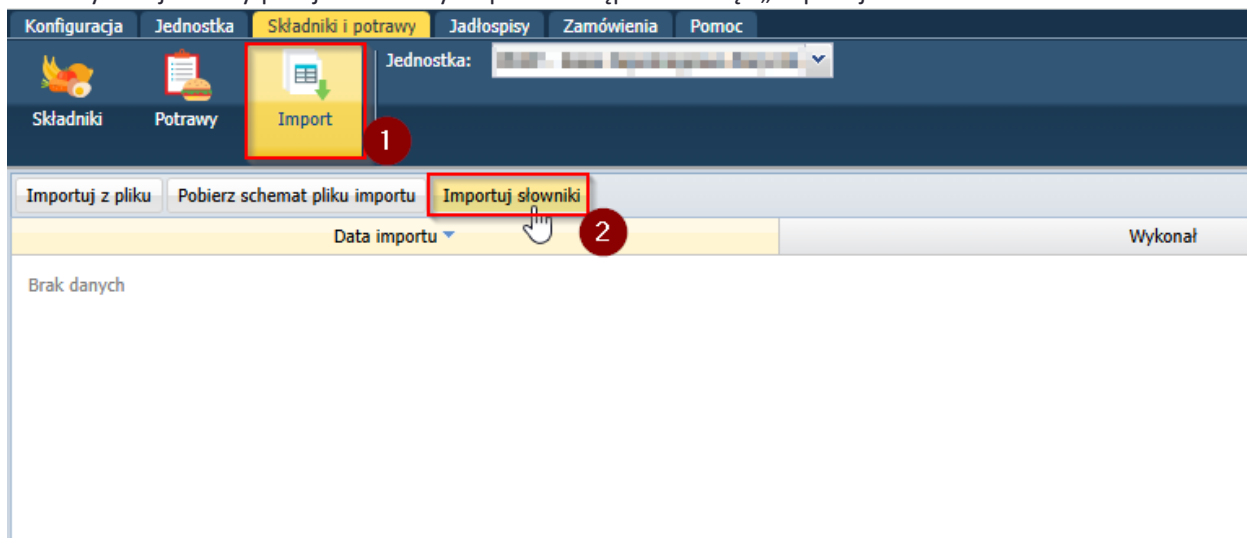 Konfiguracja Jednostka Składniki i potrawy Jadłospisy Zamówienia Pomoc
Jednostka:
Składniki Potrawy Import
1
Importuj z pliku Pobierz schemat pliku importu Importuj słowniki
2
Data importu Wykonał
Brak danych